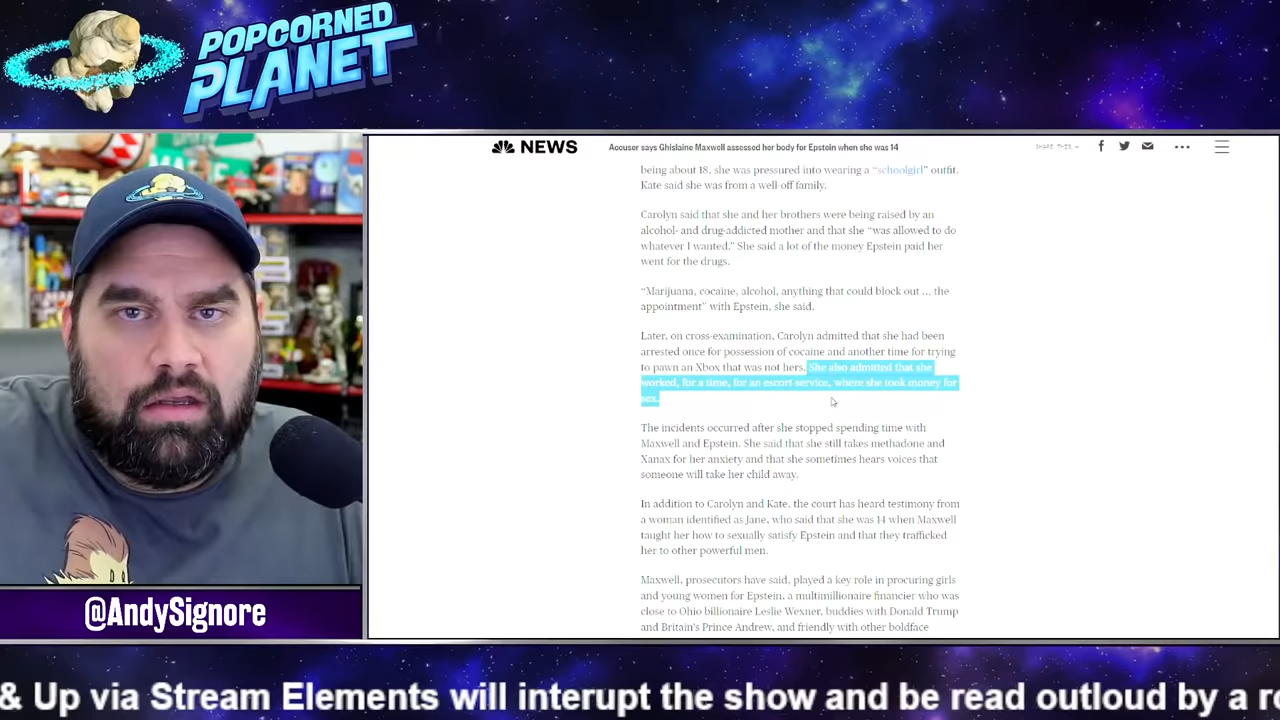 POPCORNED
PLANET
NEWS
Accuser says Ghislaine Maxwell assessed her body for Epstein when she was 14
SHARE THIS
being about 18, she was pressured into wearing a “schoolgirl” outfit.
Kate said she was from a well-off family.
Carolyn said that she and her brothers were being raised by an
alcohol- and drug-addicted mother and that she “was allowed to do
whatever I wanted.” She said a lot of the money Epstein paid her
went for the drugs.
“Marijuana, cocaine, alcohol, anything that could block out ... the
appointment” with Epstein, she said.
Later, on cross-examination, Carolyn admitted that she had been
arrested once for possession of cocaine and another time for trying
to pawn an Xbox that was not hers. She also admitted that she
worked, for a time, for an escort service, where she took money for
sex.
The incidents occurred after she stopped spending time with
Maxwell and Epstein. She said that she still takes methadone and
Xanax for her anxiety and that she sometimes hears voices that
someone will take her child away.
In addition to Carolyn and Kate, the court has heard testimony from
a woman identified as Jane, who said that she was 14 when Maxwell
taught her how to sexually satisfy Epstein and that they trafficked
her to other powerful men.
Maxwell, prosecutors have said, played a key role in procuring girls
and young women for Epstein, a multimillionaire financier who was
close to Ohio billionaire Leslie Wexner, buddies with Donald Trump
and Britain's Prince Andrew, and friendly with other boldface
@AndySignore
& Up via Stream Elements will interupt the show and be read outloud by a ro